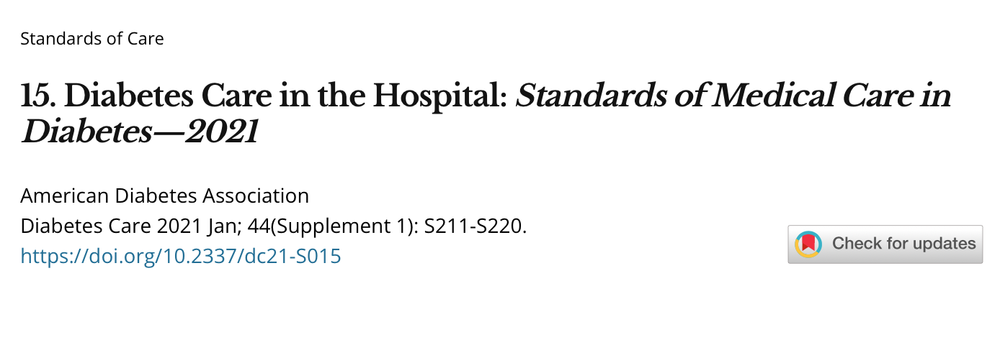 Standards of Care
15. Diabetes Care in the Hospital: Standards of Medical Care in
Diabetes—2021
American Diabetes Association
Diabetes Care 2021 Jan; 44(Supplement 1): S211-S220.
https://doi.org/10.2337/dc21-S015
Check for updates